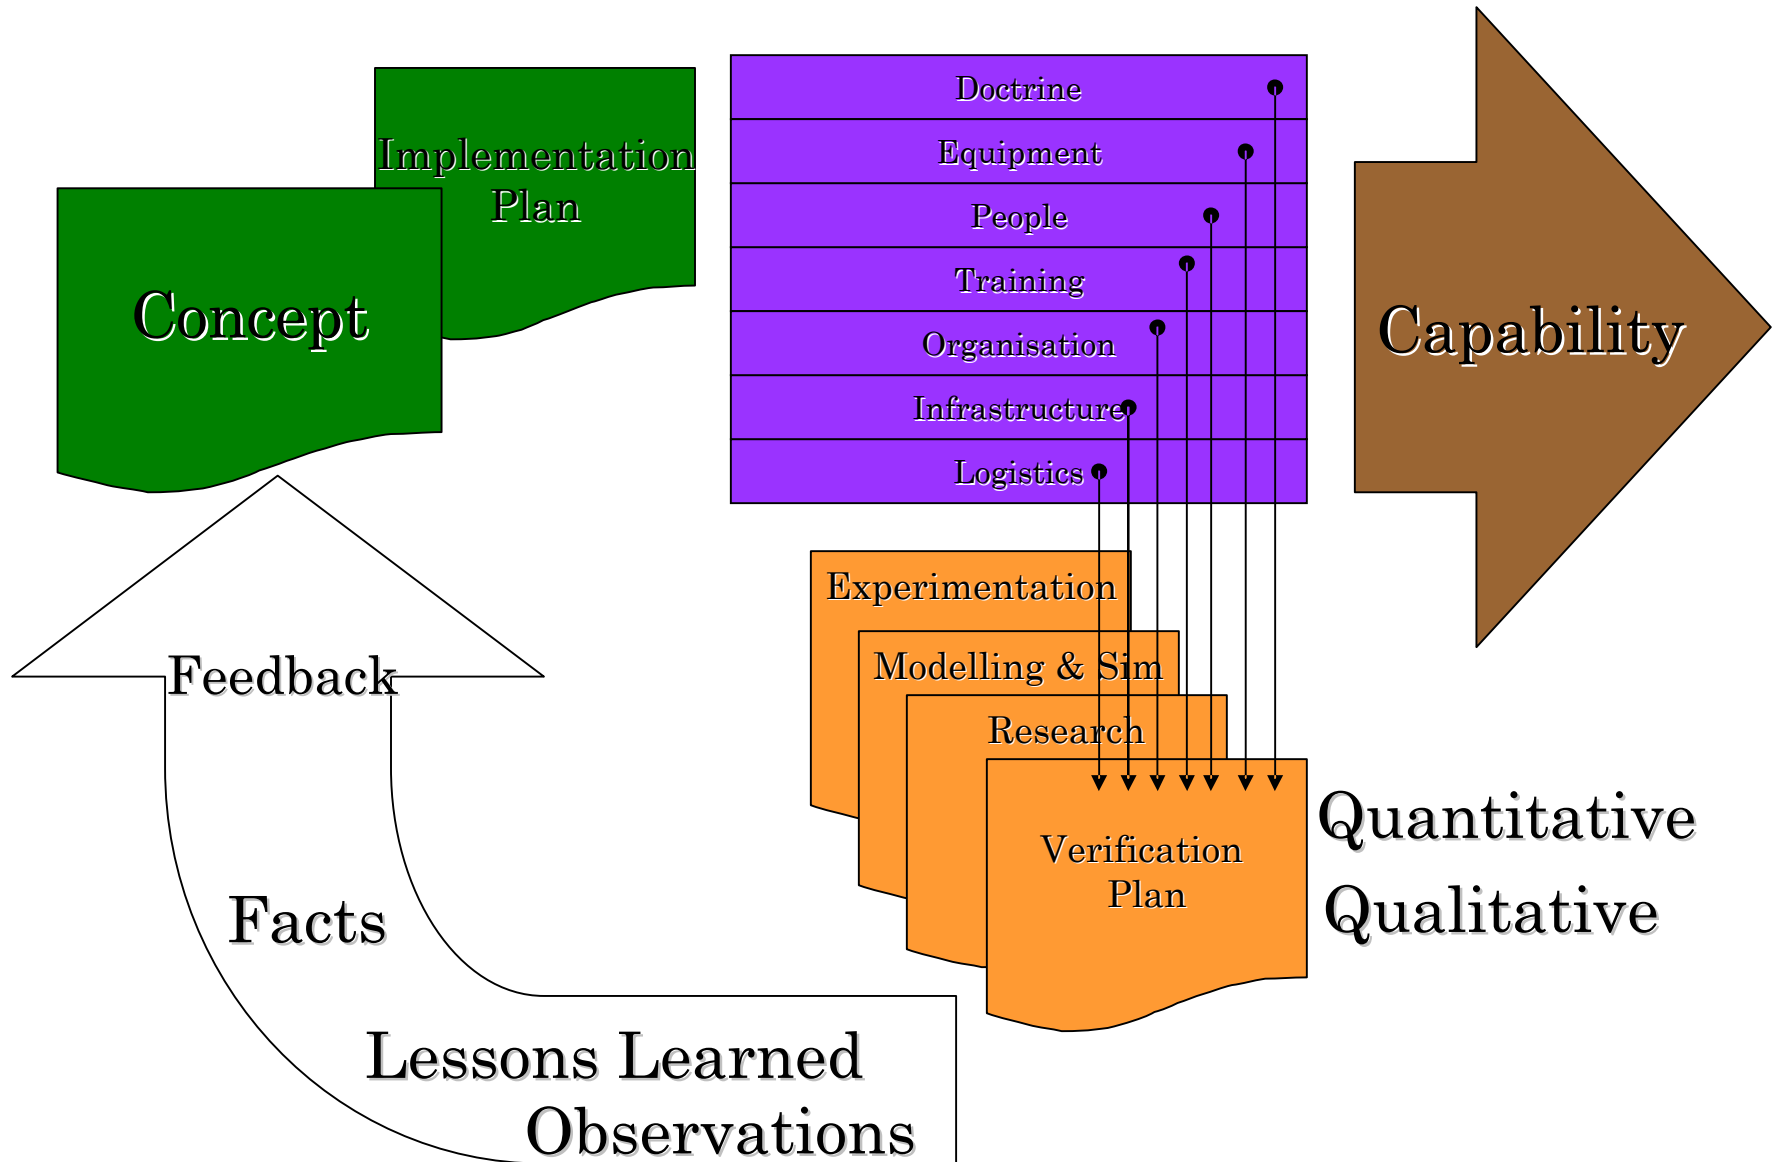 Implementation
Plan
Concept
Doctrine
Equipment
People
Training
Organisation
Infrastructure
Logistics
Capability
Experimentation
Modelling & Sim
Research
Verification
Plan
Quantitative
Qualitative
Feedback
Facts
Lessons Learned
Observations